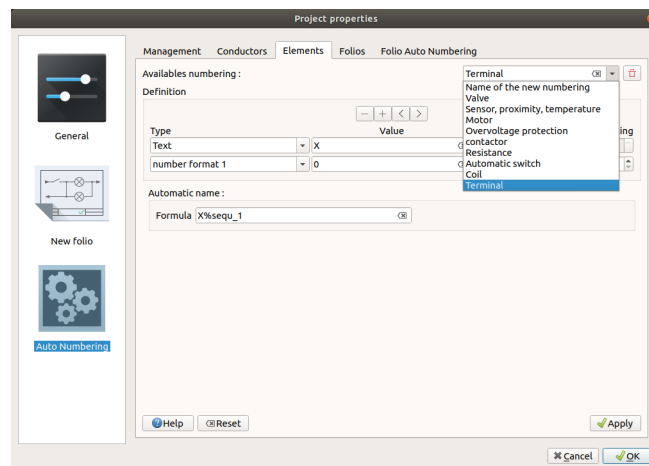 Project properties
General
New folio
Auto Numbering
Management Conductors Elements Folios Folio Auto Numbering
Availables numbering :
Terminal
Definition
Name of the new numbering
Valve
Sensor, proximity, temperature
Motor
Overvoltage protection
contactor
Resistance
Automatic switch
Coil
Terminal
− + < >
Type Value
Text X
number format 1 0
Automatic name :
Formula X%sequ_1
Help Reset Apply
Cancel OK